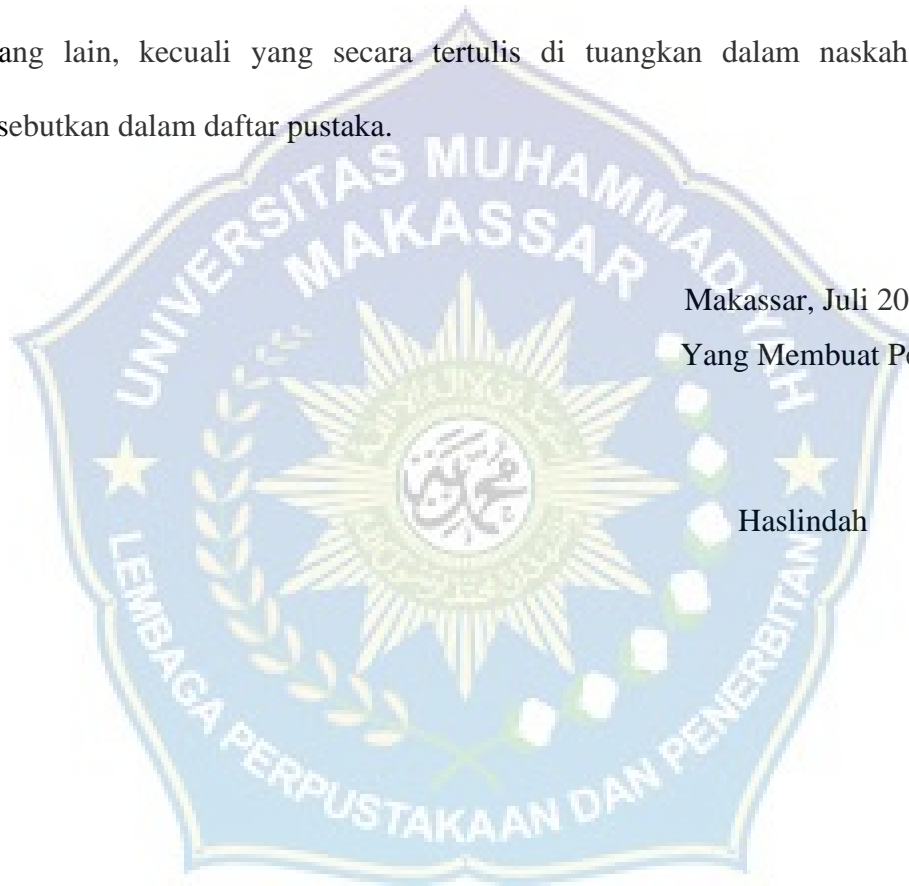 ang lain, kecuali yang secara tertulis di tuangkan dalam naskah
sebutkan dalam daftar pustaka.
UNIVERSITAS MUHAMMADIYAH
MAKASSAR
Makassar, Juli 20
Yang Membuat Pe
Haslindah
LEMBAGA PERPUSTAKAAN DAN PENERBITAN